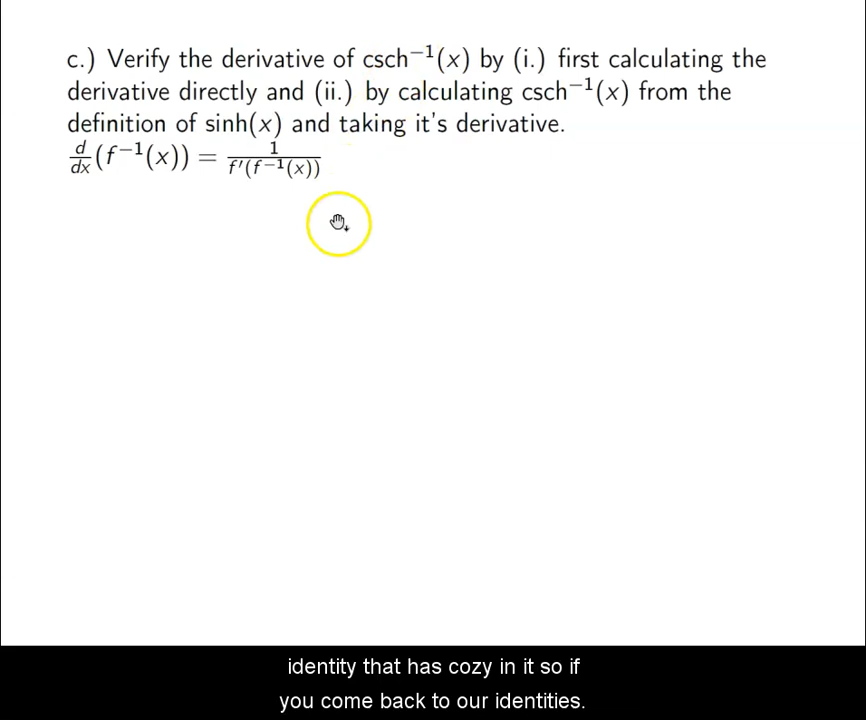 c.) Verify the derivative of csch⁻¹(x) by (i.) first calculating the
derivative directly and (ii.) by calculating csch⁻¹(x) from the
definition of sinh(x) and taking it's derivative.
d/dx (f⁻¹(x)) = 1/f'(f⁻¹(x))
identity that has cozy in it so if
you come back to our identities.